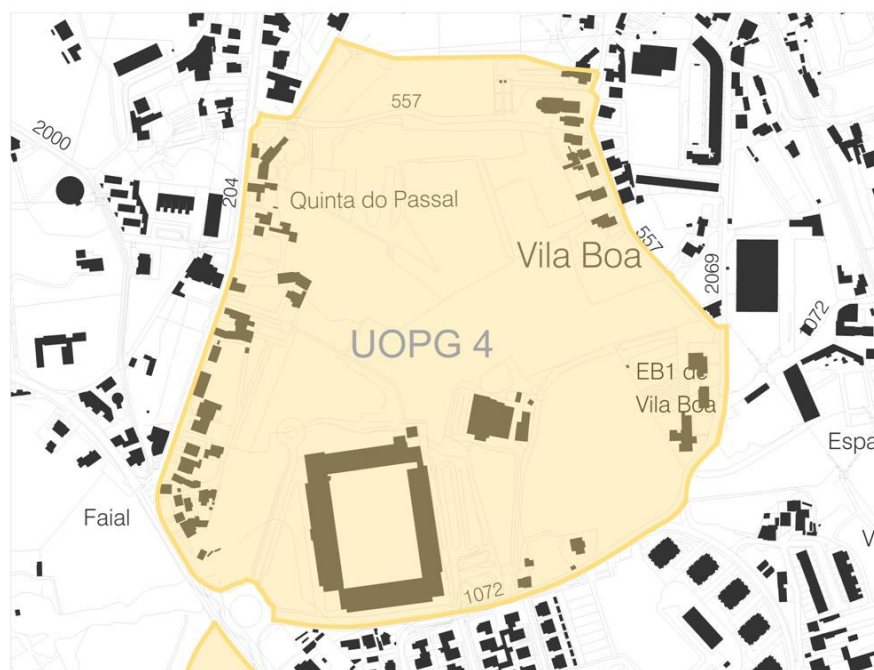 557
2000
204
Quinta do Passal
557
Vila Boa
2069
1072
UOPG 4
EB1 de
Vila Boa
Espa
Faial
V
1072